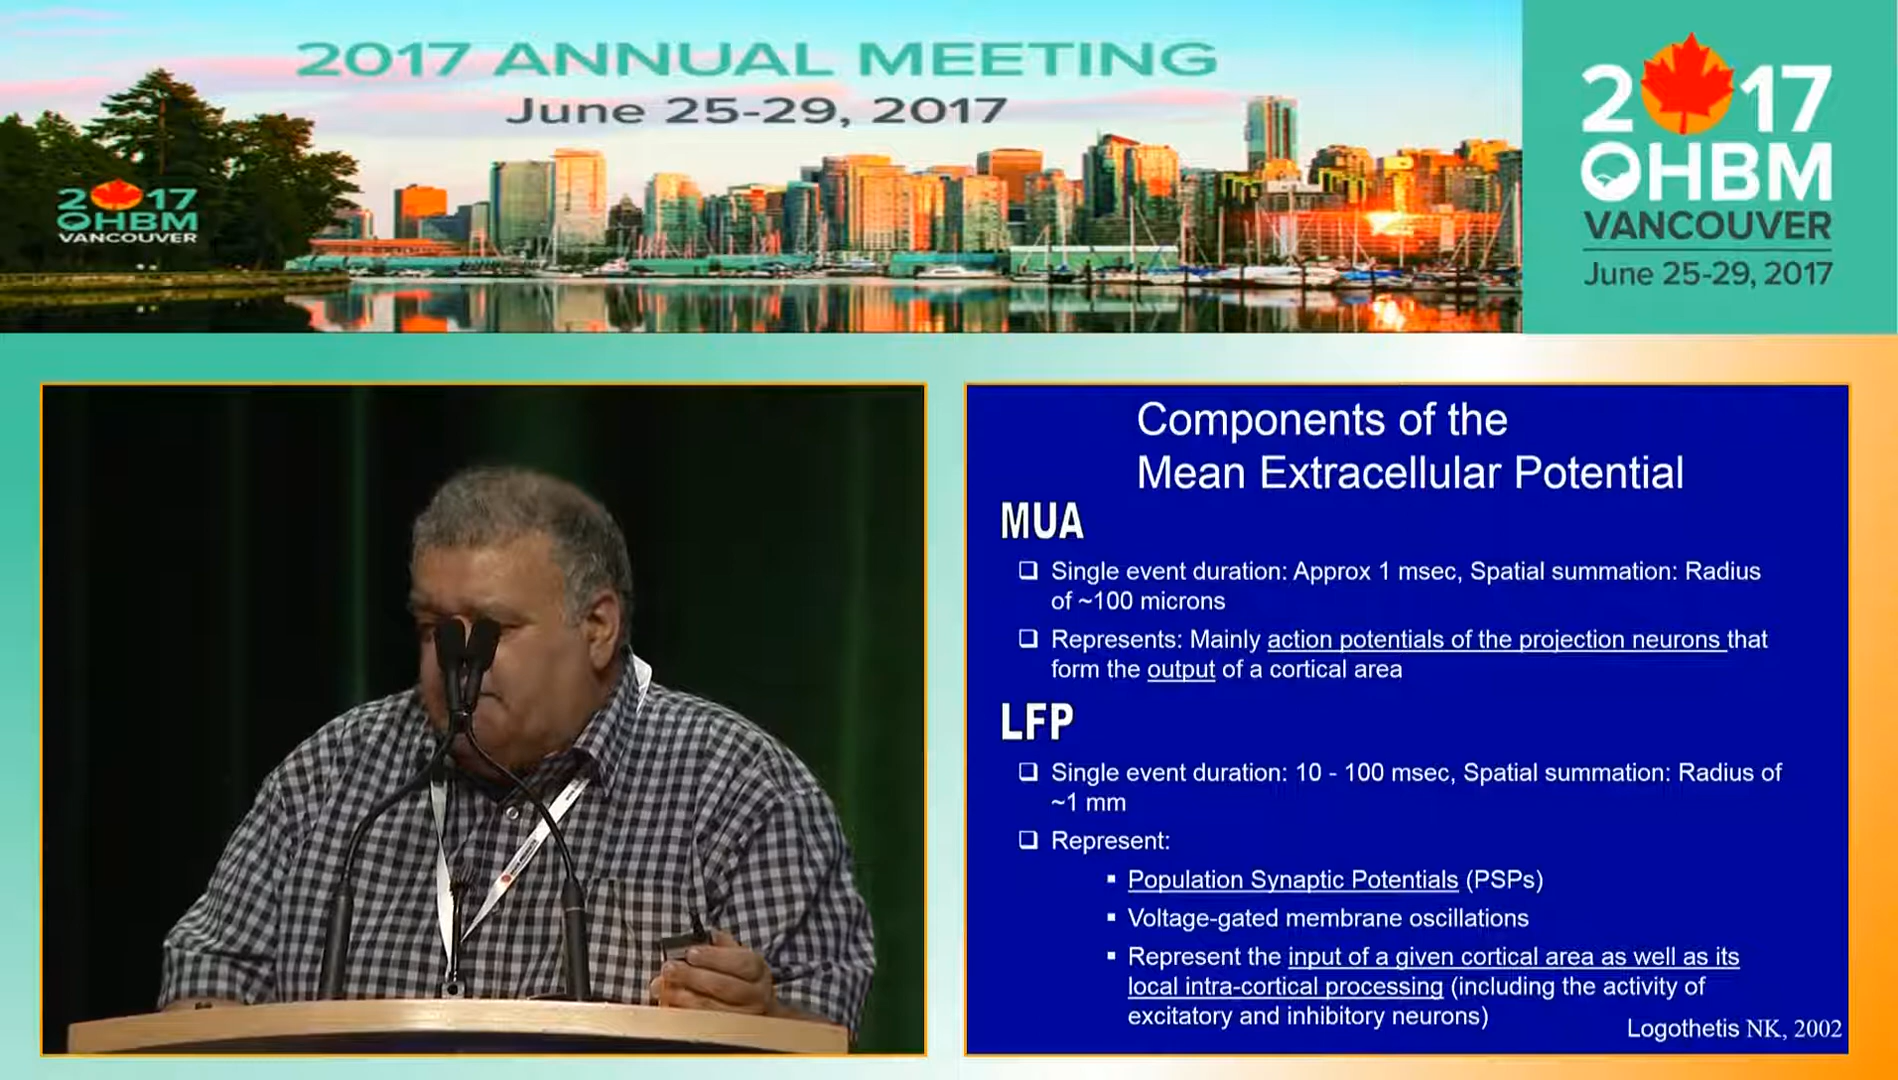 2017 ANNUAL MEETING
June 25-29, 2017
2017
OHBM
VANCOUVER
2017
OHBM
VANCOUVER
June 25-29, 2017
Components of the
Mean Extracellular Potential
MUA
Single event duration: Approx 1 msec, Spatial summation: Radius
of ~100 microns
Represents: Mainly action potentials of the projection neurons that
form the output of a cortical area
LFP
Single event duration: 10 - 100 msec, Spatial summation: Radius of
~1 mm
Represent:
Population Synaptic Potentials (PSPs)
Voltage-gated membrane oscillations
Represent the input of a given cortical area as well as its
local intra-cortical processing (including the activity of
excitatory and inhibitory neurons)
Logothetis NK, 2002